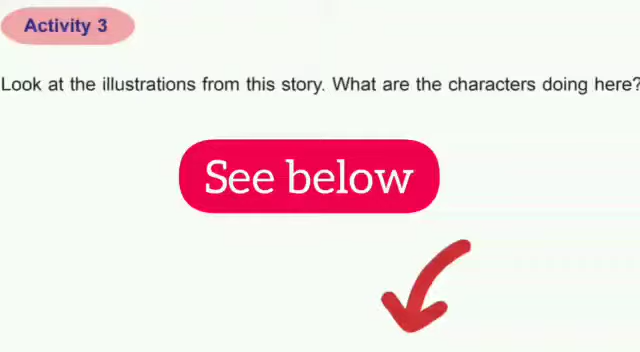 Activity 3
Look at the illustrations from this story. What are the characters doing here?
See below